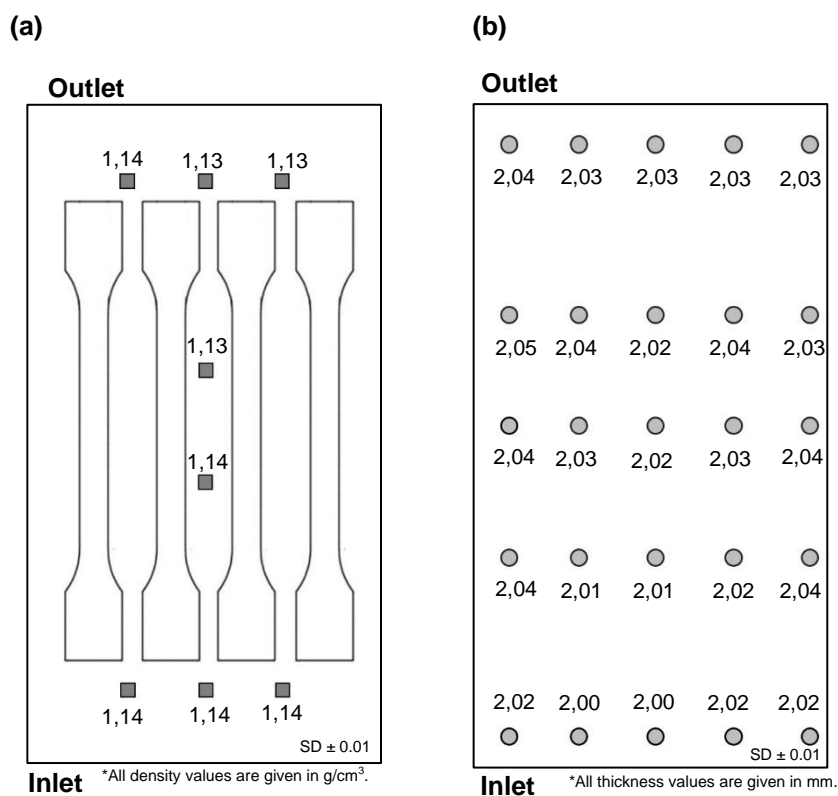 (a)
Outlet
1,14 1,13 1,13
1,13
1,14
1,14 1,14 1,14
SD ± 0.01
Inlet *All density values are given in g/cm³.
(b)
Outlet
2,04 2,03 2,03 2,03 2,03
2,05 2,04 2,02 2,04 2,03
2,04 2,03 2,02 2,03 2,04
2,04 2,01 2,01 2,02 2,04
2,02 2,00 2,00 2,02 2,02
SD ± 0.01
Inlet *All thickness values are given in mm.